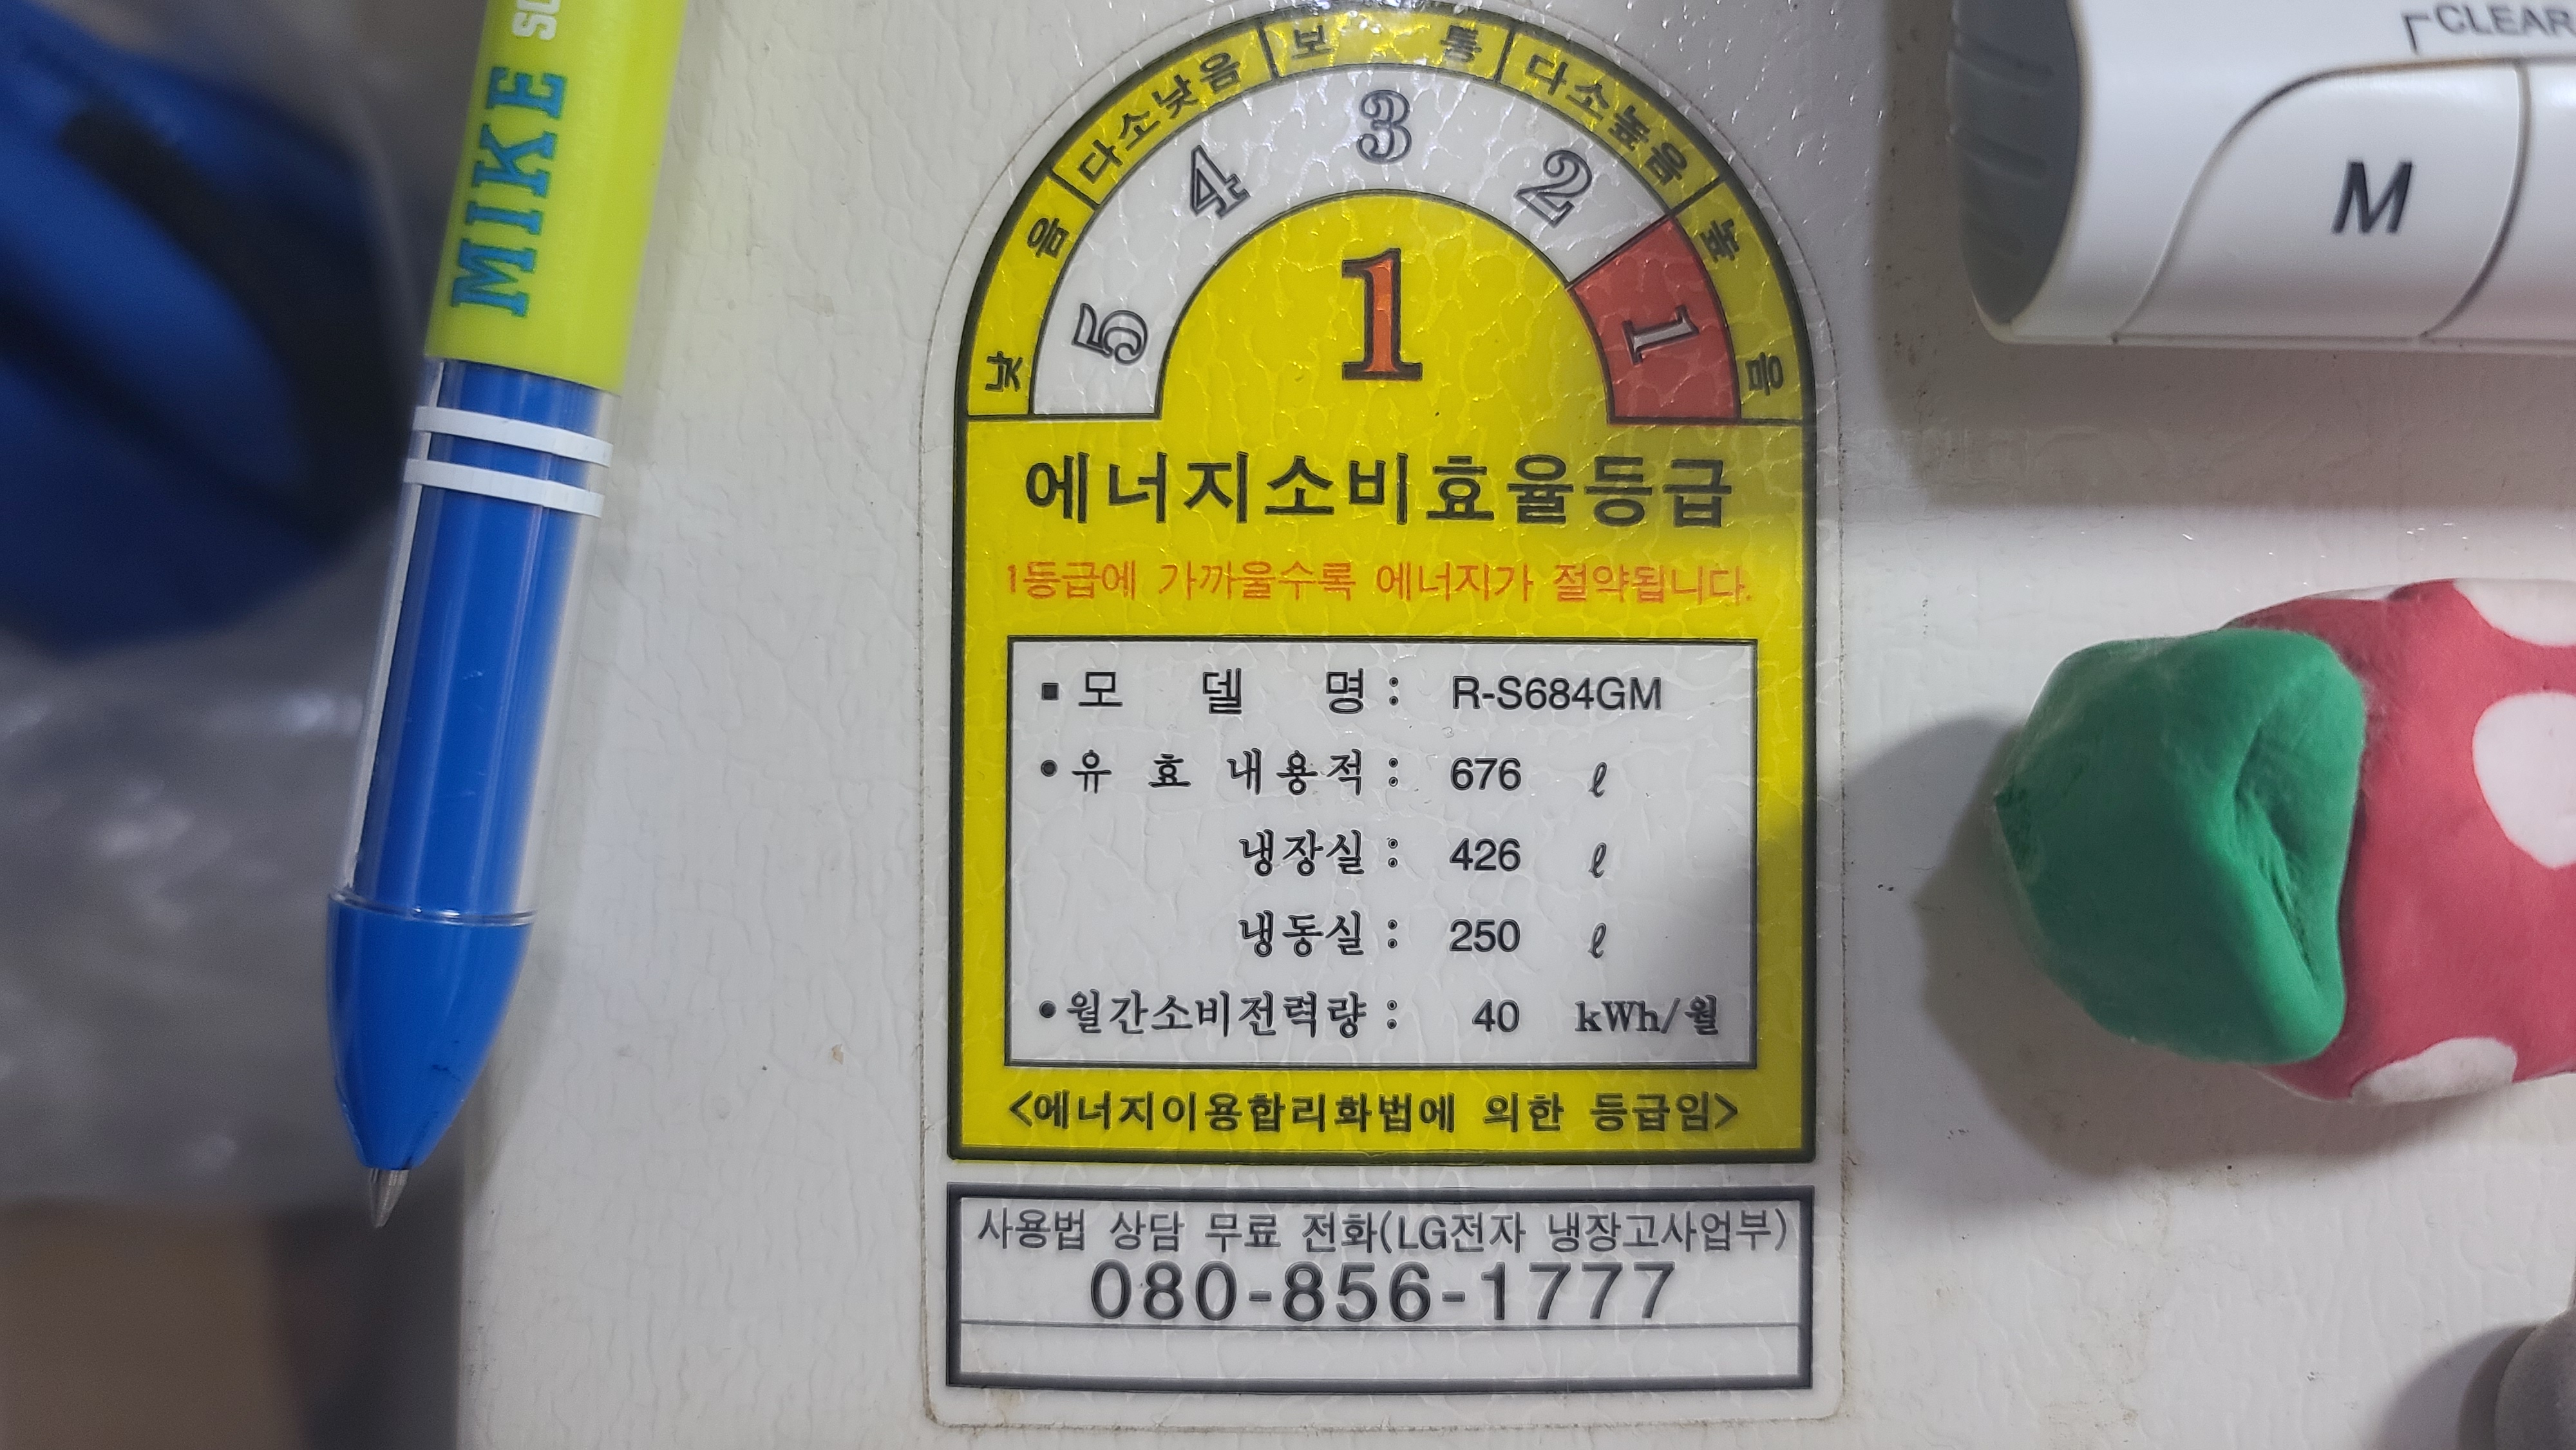 MIKE
CLEAR
M
낮음
다소낮음
보통
다소높음
높음
5
4
3
2
1
1
에너지소비효율등급
1등급에 가까울수록 에너지가 절약됩니다.
▪모델명: R-S684GM
•유효내용적: 676 ℓ
냉장실: 426 ℓ
냉동실: 250 ℓ
•월간소비전력량: 40 kWh/월
<에너지이용합리화법에 의한 등급임>
사용법 상담 무료 전화(LG전자 냉장고사업부)
080-856-1777